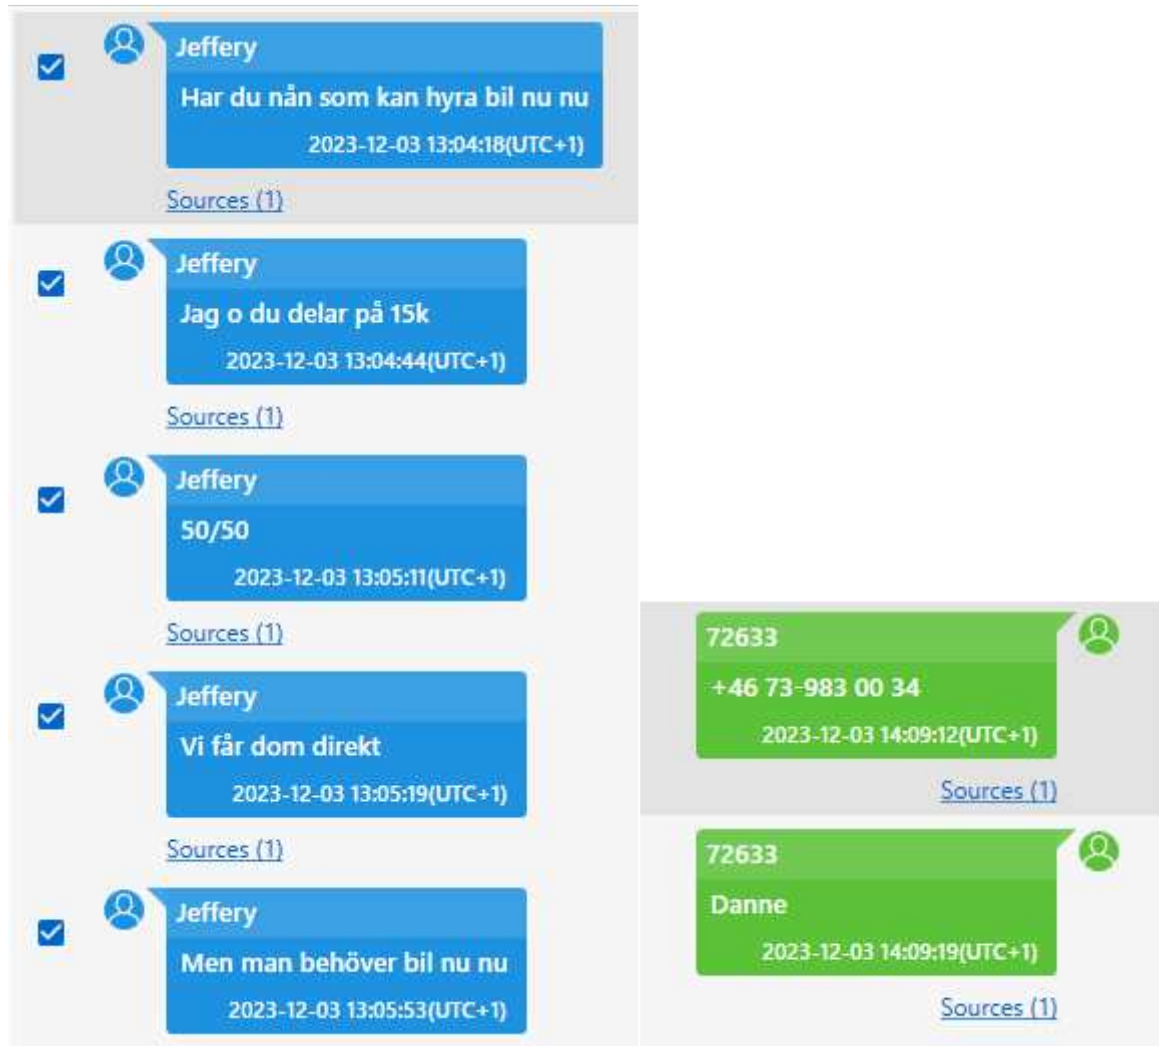 Jeffery
Har du nån som kan hyra bil nu nu
2023-12-03 13:04:18(UTC+1)
Sources (1)
Jeffery
Jag o du delar på 15k
2023-12-03 13:04:44(UTC+1)
Sources (1)
Jeffery
50/50
2023-12-03 13:05:11(UTC+1)
Sources (1)
Jeffery
Vi får dom direkt
2023-12-03 13:05:19(UTC+1)
Sources (1)
Jeffery
Men man behöver bil nu nu
2023-12-03 13:05:53(UTC+1)
72633
+46 73-983 00 34
2023-12-03 14:09:12(UTC+1)
Sources (1)
72633
Danne
2023-12-03 14:09:19(UTC+1)
Sources (1)